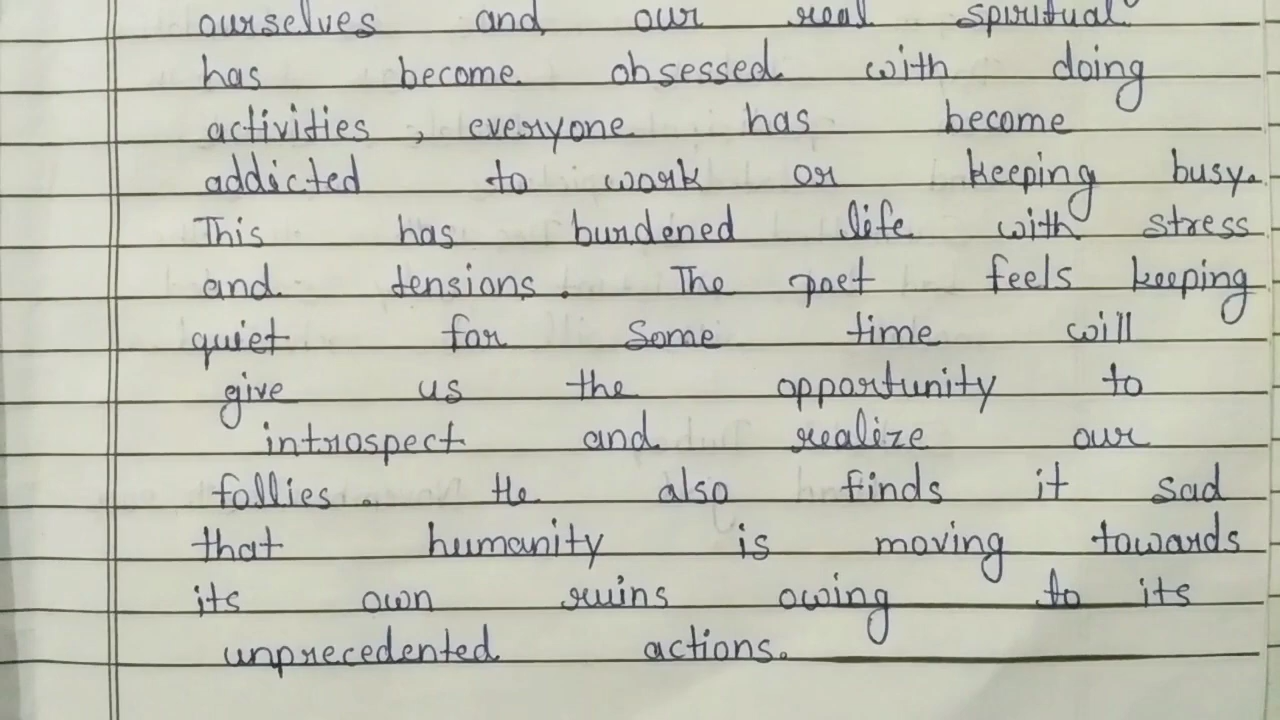 ourselves and our real spiritual
has become obsessed with doing
activities , everyone has become
addicted to work or keeping busy.
This has burdened life with stress
and tensions . The poet feels keeping
quiet for Some time will
give us the opportunity to
introspect and realize our
follies . He also finds it sad
that humanity is moving towards
its own ruins owing to its
unprecedented actions.